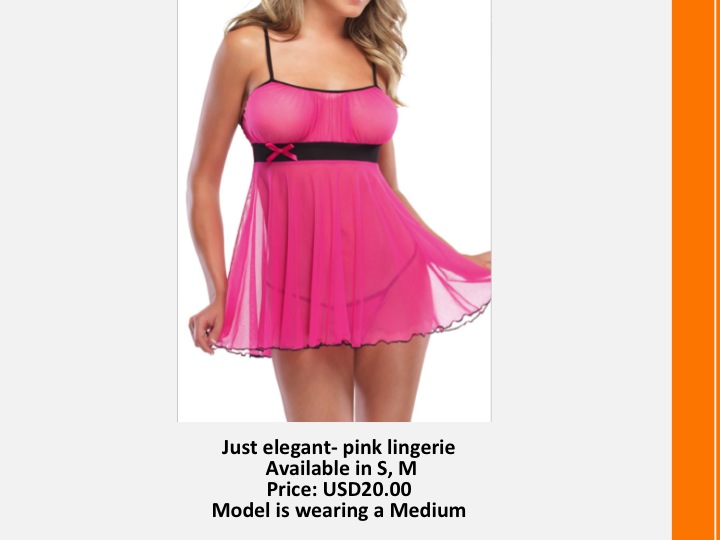 Just elegant- pink lingerie
Available in S, M
Price: USD20.00
Model is wearing a Medium